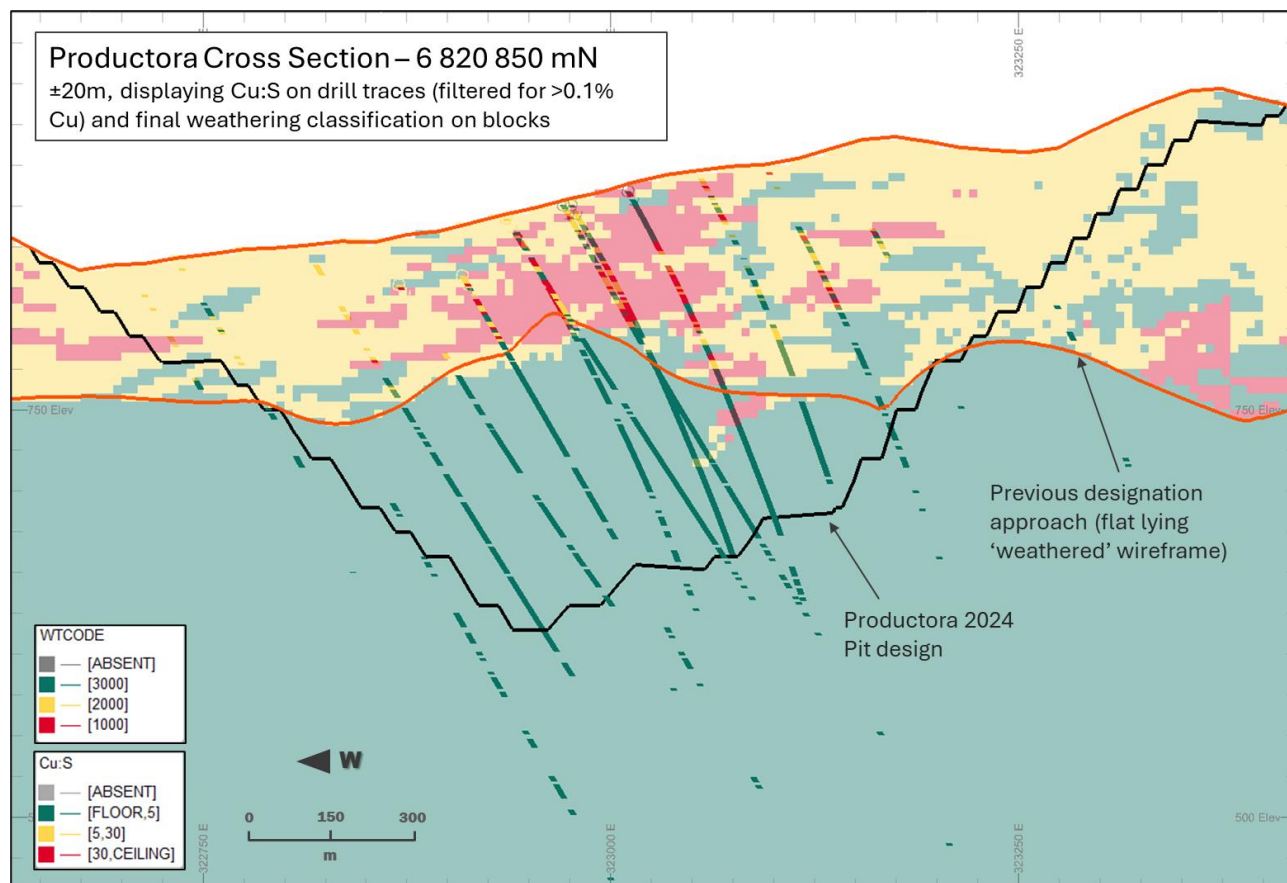 Productora Cross Section – 6 820 850 mN
±20m, displaying Cu:S on drill traces (filtered for >0.1%
Cu) and final weathering classification on blocks
323250 E
750 Elev
750 Elev
Previous designation
approach (flat lying
‘weathered’ wireframe)
Productora 2024
Pit design
WTCODE
[ABSENT]
[3000]
[2000]
[1000]
Cu:S
[ABSENT]
[FLOOR,5]
[5,30]
[30,CEILING]
W
0 150 300
m
500 Elev
322750 E
323000 E
323250 E